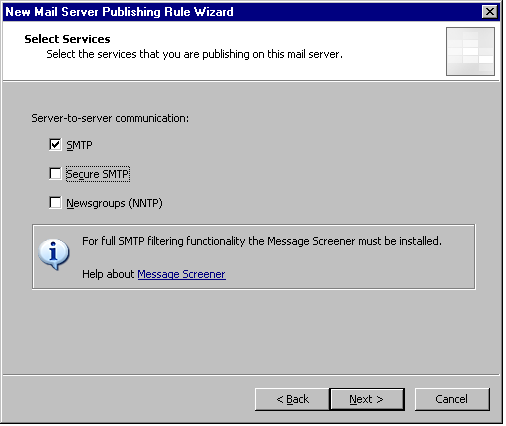 New Mail Server Publishing Rule Wizard
Select Services
Select the services that you are publishing on this mail server.
Server-to-server communication:
SMTP
Secure SMTP
Newsgroups (NNTP)
For full SMTP filtering functionality the Message Screener must be installed.
Help about Message Screener
< Back Next > Cancel